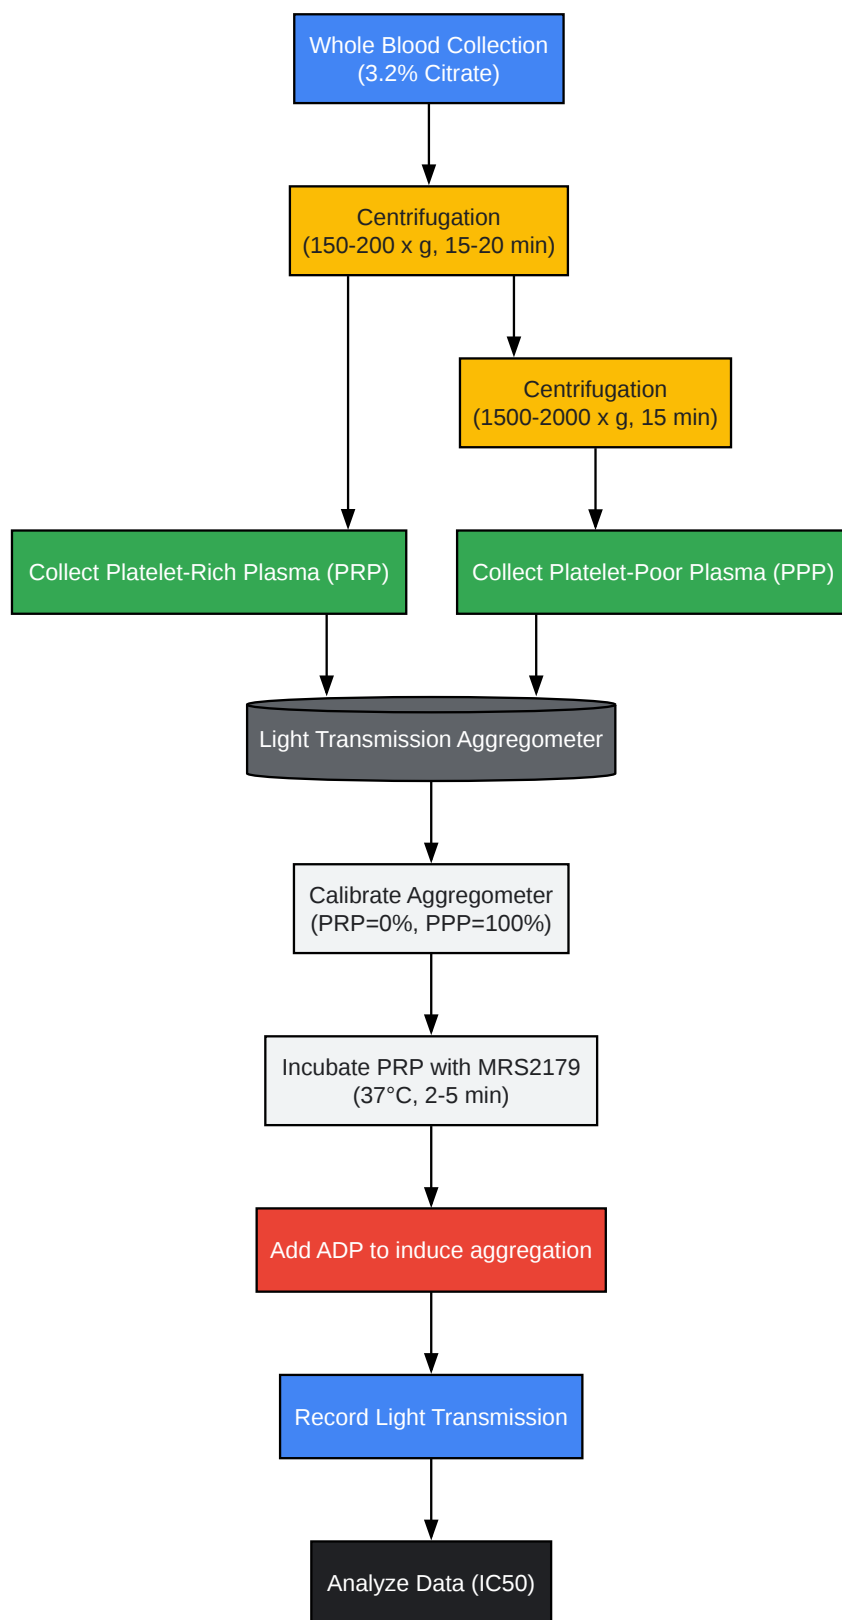 Whole Blood Collection
(3.2% Citrate)
Centrifugation
(150-200 x g, 15-20 min)
Centrifugation
(1500-2000 x g, 15 min)
Collect Platelet-Rich Plasma (PRP)
Collect Platelet-Poor Plasma (PPP)
Light Transmission Aggregometer
Calibrate Aggregometer
(PRP=0%, PPP=100%)
Incubate PRP with MRS2179
(37°C, 2-5 min)
Add ADP to induce aggregation
Record Light Transmission
Analyze Data (IC50)